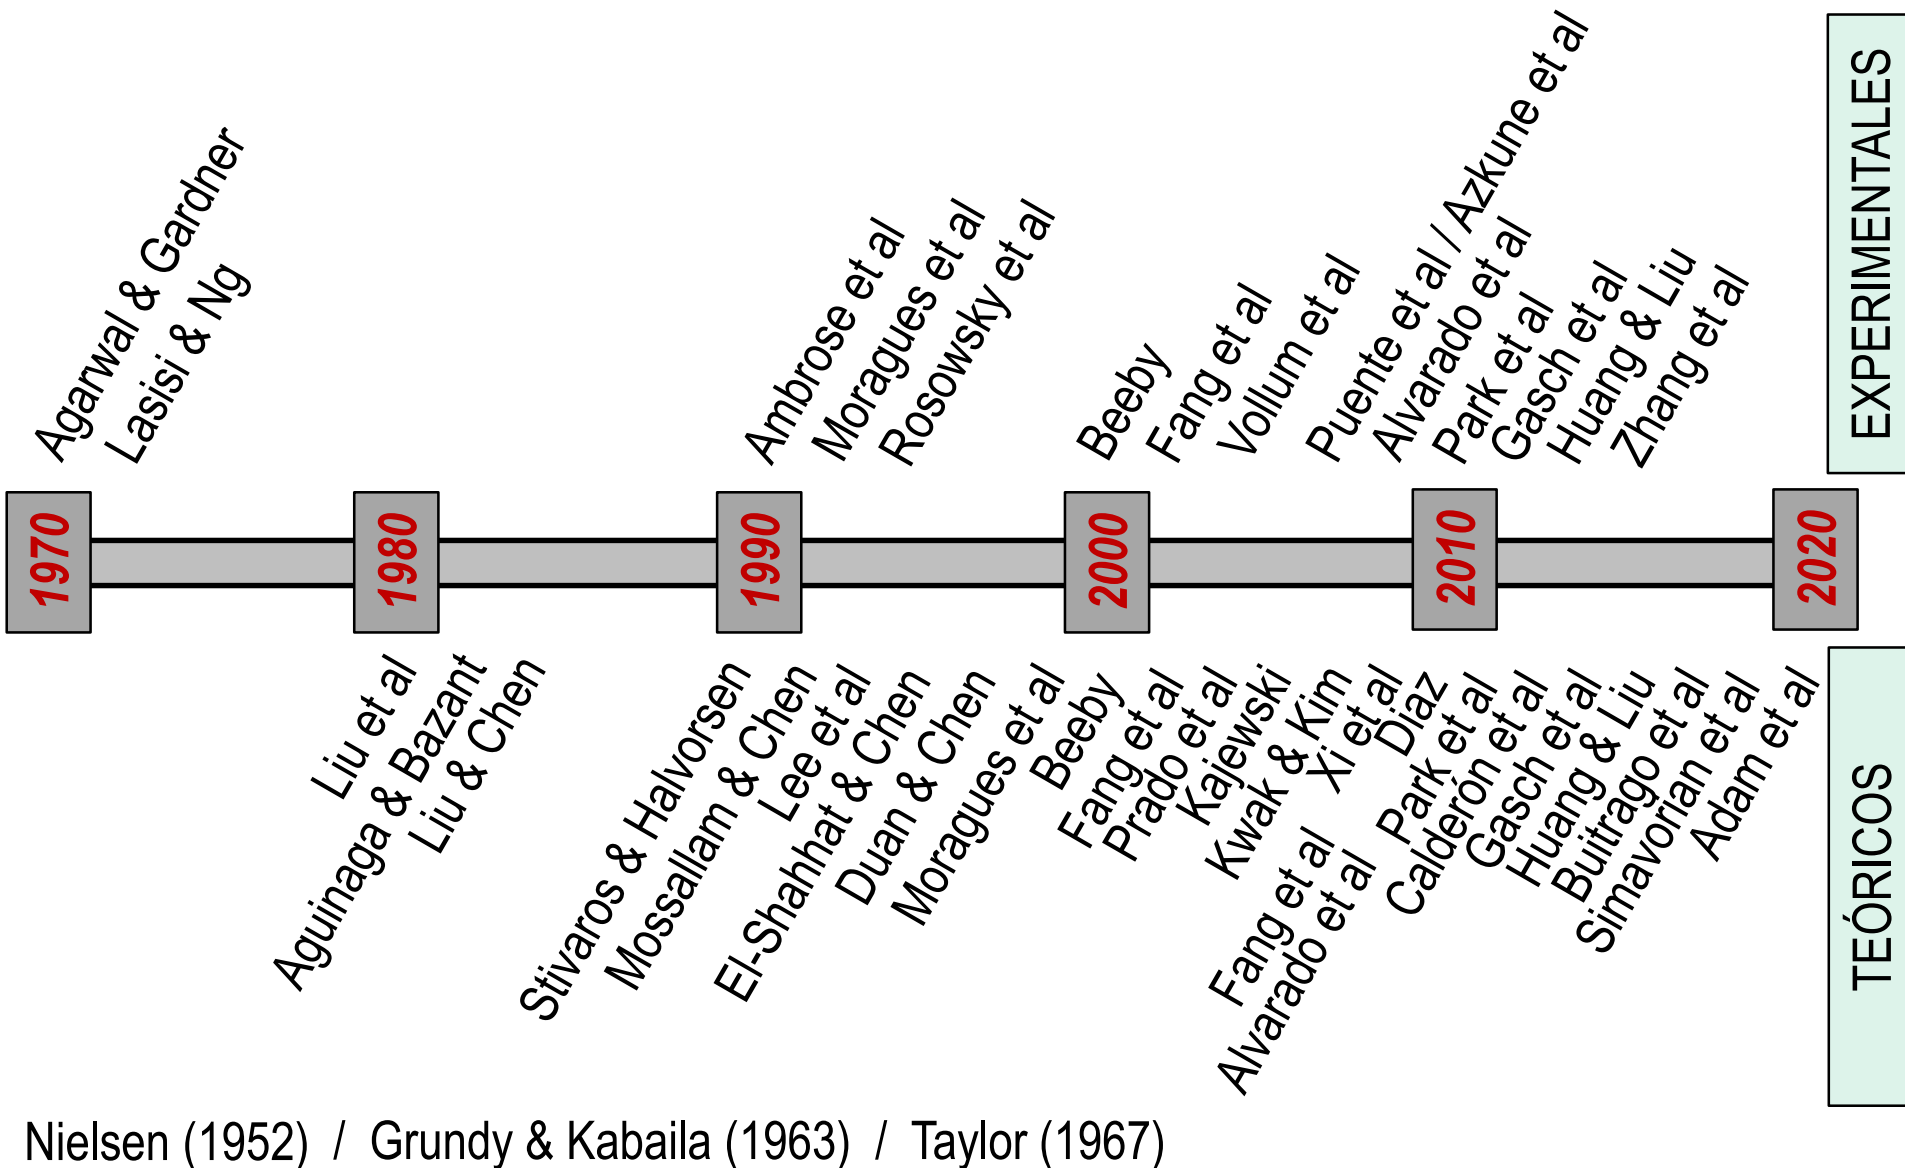 Agarwal & Gardner
Lasisi & Ng
Ambrose et al
Moragues et al
Rosowsky et al
Beeby
Fang et al
Vollum et al
Puente et al / Azkune et al
Alvarado et al
Park et al
Gasch et al
Huang & Liu
Zhang et al
EXPERIMENTALES
1970
1980
1990
2000
2010
2020
Liu et al
Aguinaga & Bazant
Liu & Chen
Stivaros & Halvorsen
Mossallam & Chen
Lee et al
El-Shahhat & Chen
Duan & Chen
Moragues et al
Beeby
Fang et al
Prado et al
Kajewski
Kwak & Kim
Xi et al
Diaz
Fang et al
Alvarado et al
Park et al
Calderón et al
Gasch et al
Huang & Liu
Buitrago et al
Simavorian et al
Adam et al
TEÓRICOS
Nielsen (1952) / Grundy & Kabaila (1963) / Taylor (1967)